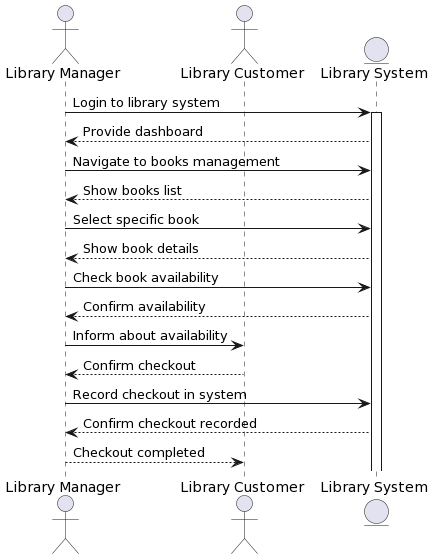 Library Manager
Library Customer
Library System
Login to library system
Provide dashboard
Navigate to books management
Show books list
Select specific book
Show book details
Check book availability
Confirm availability
Inform about availability
Confirm checkout
Record checkout in system
Confirm checkout recorded
Checkout completed
Library Manager
Library Customer
Library System